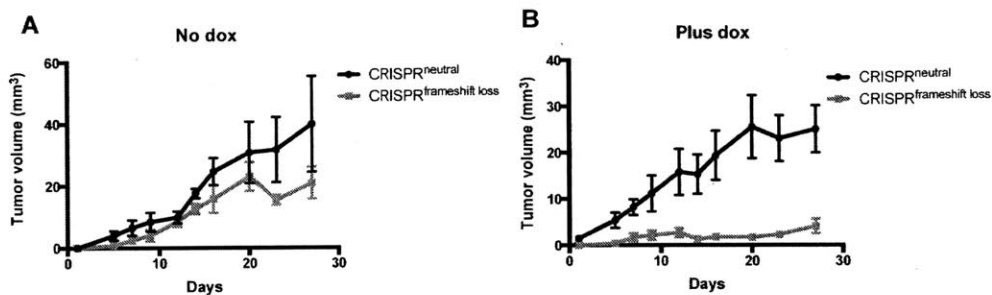 A
No dox
Tumor volume (mm³)
60
40
20
0
0
10
20
30
Days
CRISPRneutral
CRISPRframeshift loss
B
Plus dox
Tumor volume (mm³)
40
30
20
10
0
0
10
20
30
Days
CRISPRneutral
CRISPRframeshift loss